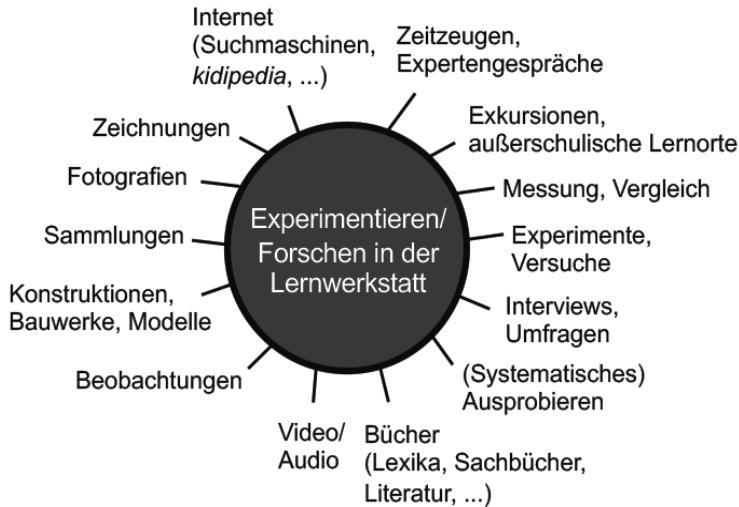 Internet
(Suchmaschinen,
kidipedia, ...)
Zeitzeugen,
Expertengespräche
Exkursionen,
außerschulische Lernorte
Messung, Vergleich
Experimente,
Versuche
Interviews,
Umfragen
(Systematisches)
Ausprobieren
Bücher
(Lexika, Sachbücher,
Literatur, ...)
Video/
Audio
Beobachtungen
Konstruktionen,
Bauwerke, Modelle
Sammlungen
Fotografien
Zeichnungen
Experimentieren/
Forschen in der
Lernwerkstatt